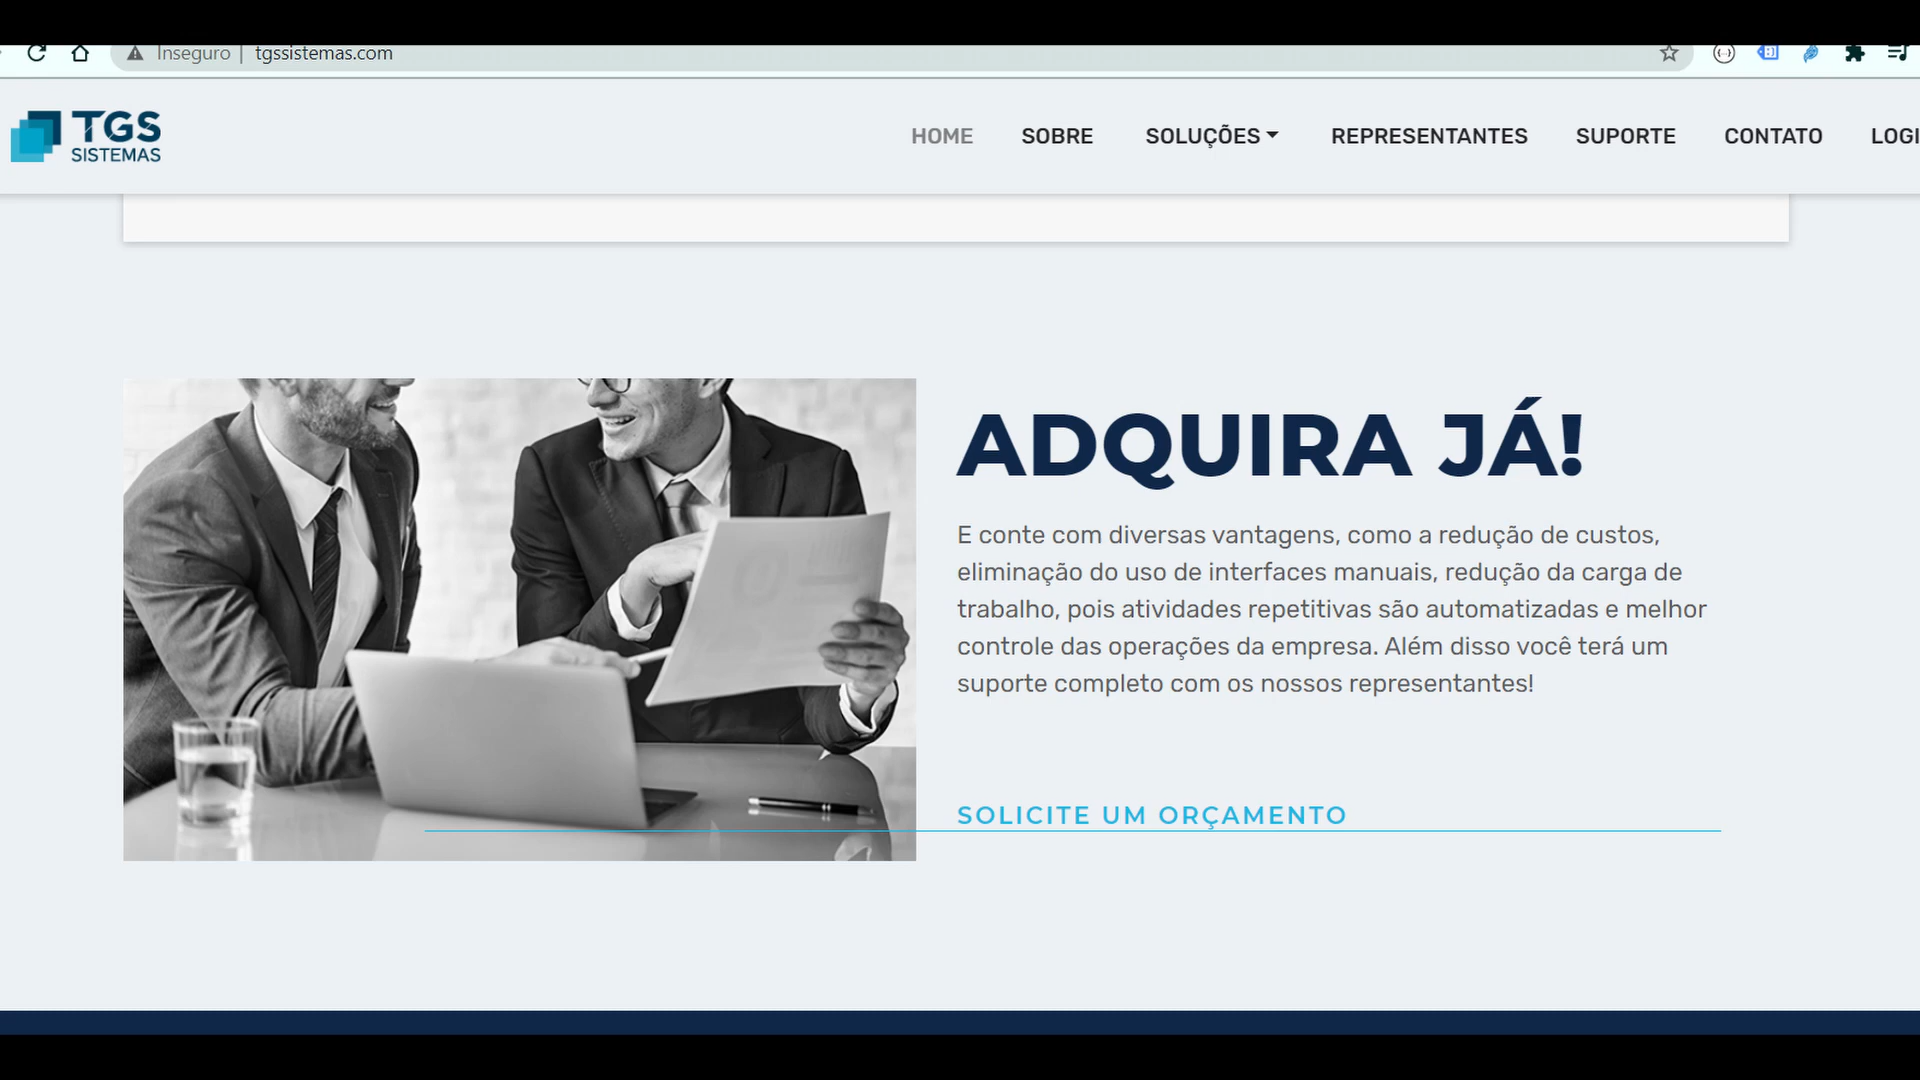 Inseguro | tgssistemas.com
TGS
SISTEMAS
HOME SOBRE SOLUÇÕES REPRESENTANTES SUPORTE CONTATO LOGI
ADQUIRA JÁ!
E conte com diversas vantagens, como a redução de custos,
eliminação do uso de interfaces manuais, redução da carga de
trabalho, pois atividades repetitivas são automatizadas e melhor
controle das operações da empresa. Além disso você terá um
suporte completo com os nossos representantes!
SOLICITE UM ORÇAMENTO